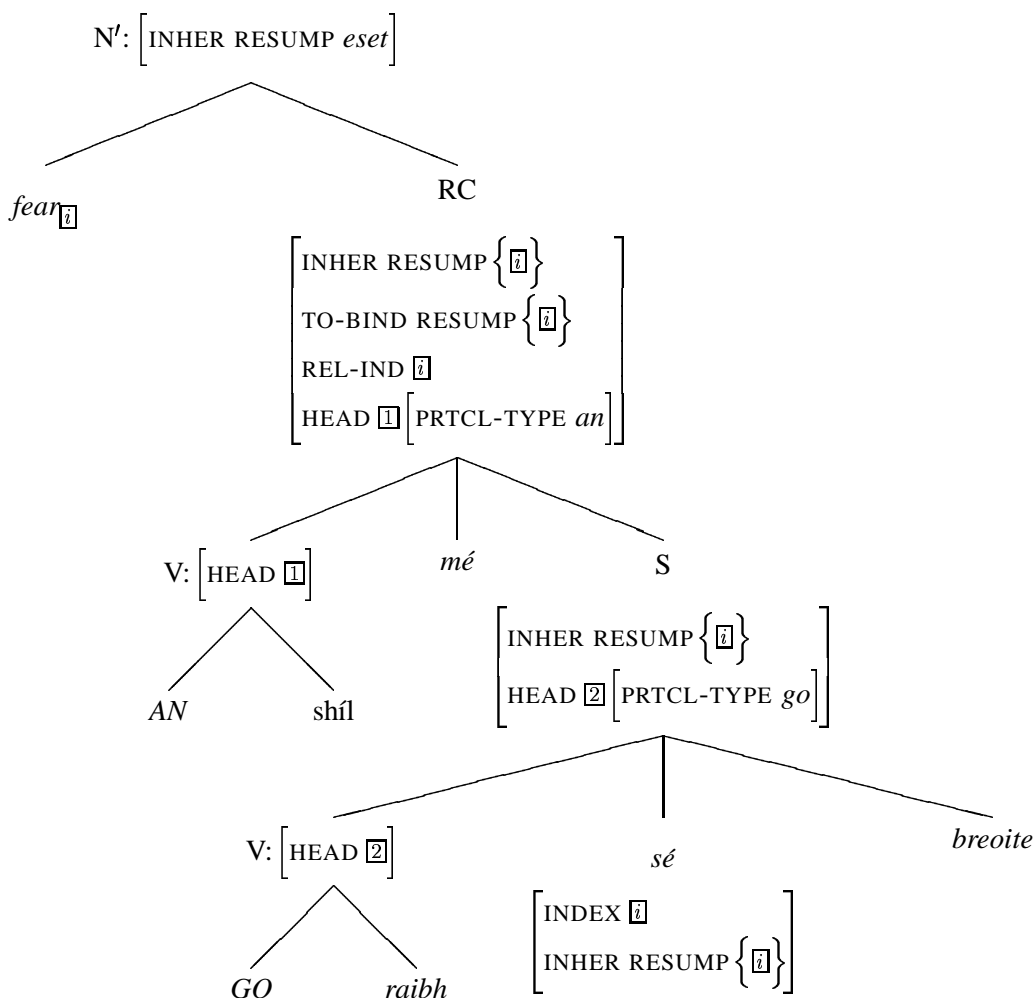 N′: [INHER RESUMP eset]
fear[i]
RC
[INHER RESUMP {[i]}
TO-BIND RESUMP {[i]}
REL-IND [i]
HEAD [1] [PRTCL-TYPE an]]
V: [HEAD [1]]
mé
S
AN
shíl
[INHER RESUMP {[i]}
HEAD [2] [PRTCL-TYPE go]]
V: [HEAD [2]]
sé
breoite
GO
raibh
[INDEX [i]
INHER RESUMP {[i]}]